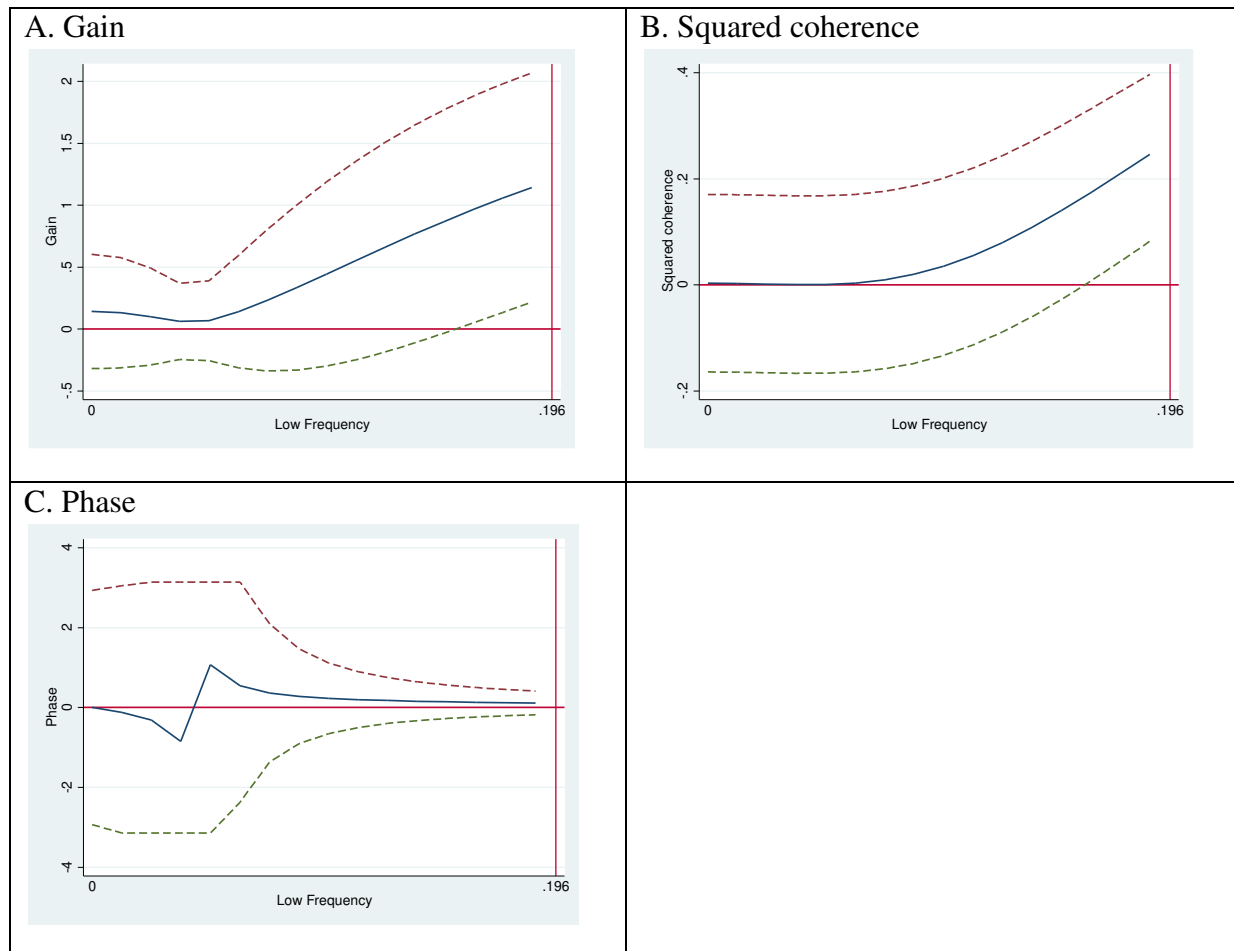 A. Gain
Gain
2
1.5
1
.5
0
-.5
0
.196
Low Frequency
B. Squared coherence
Squared coherence
.4
.2
0
-.2
0
.196
Low Frequency
C. Phase
Phase
4
2
0
-2
-4
0
.196
Low Frequency